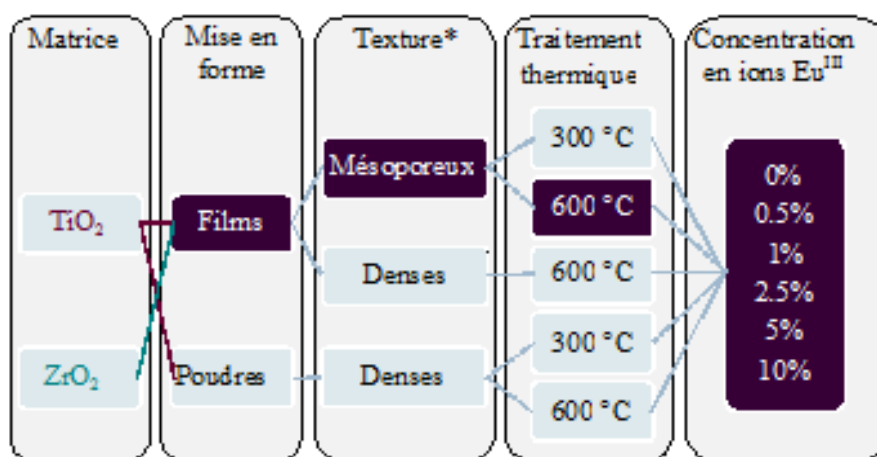 Matrice
TiO2
ZrO2
Mise en
forme
Films
Poudres
Texture*
Mésoporeux
Denses
Denses
Traitement
thermique
300 °C
600 °C
600 °C
300 °C
600 °C
Concentration
en ions Eu^III
0%
0.5%
1%
2.5%
5%
10%